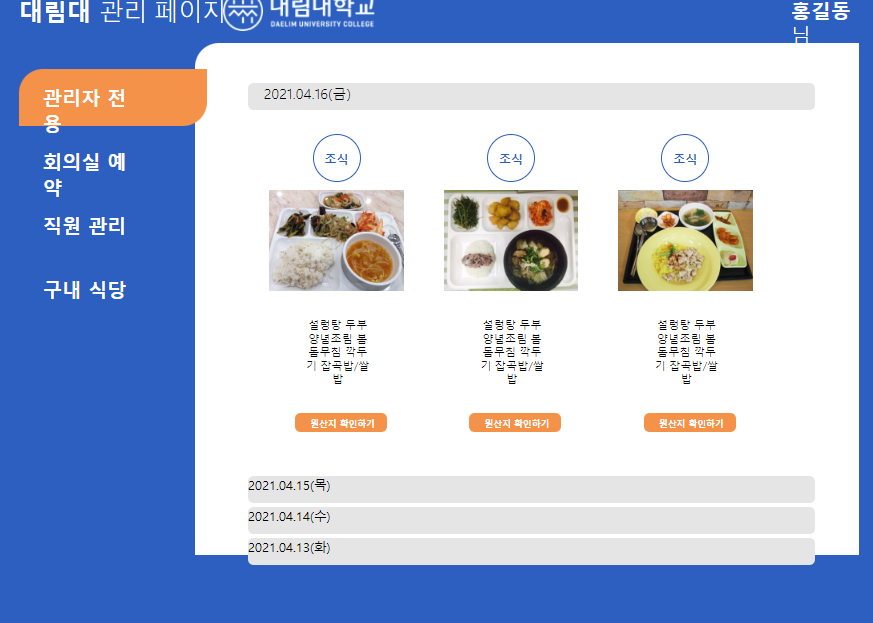 대림대 관리 페이지
대림대학교
DAELIM UNIVERSITY COLLEGE
홍길동
님
관리자 전
용
회의실 예
약
직원 관리
구내 식당
2021.04.16(금)
조식
조식
조식
설렁탕 두부
양념조림 봄
돔무침 깍두
기 잡곡밥/쌀
밥
설렁탕 두부
양념조림 봄
돔무침 깍두
기 잡곡밥/쌀
밥
설렁탕 두부
양념조림 봄
돔무침 깍두
기 잡곡밥/쌀
밥
원산지 확인하기
원산지 확인하기
원산지 확인하기
2021.04.15(목)
2021.04.14(수)
2021.04.13(화)